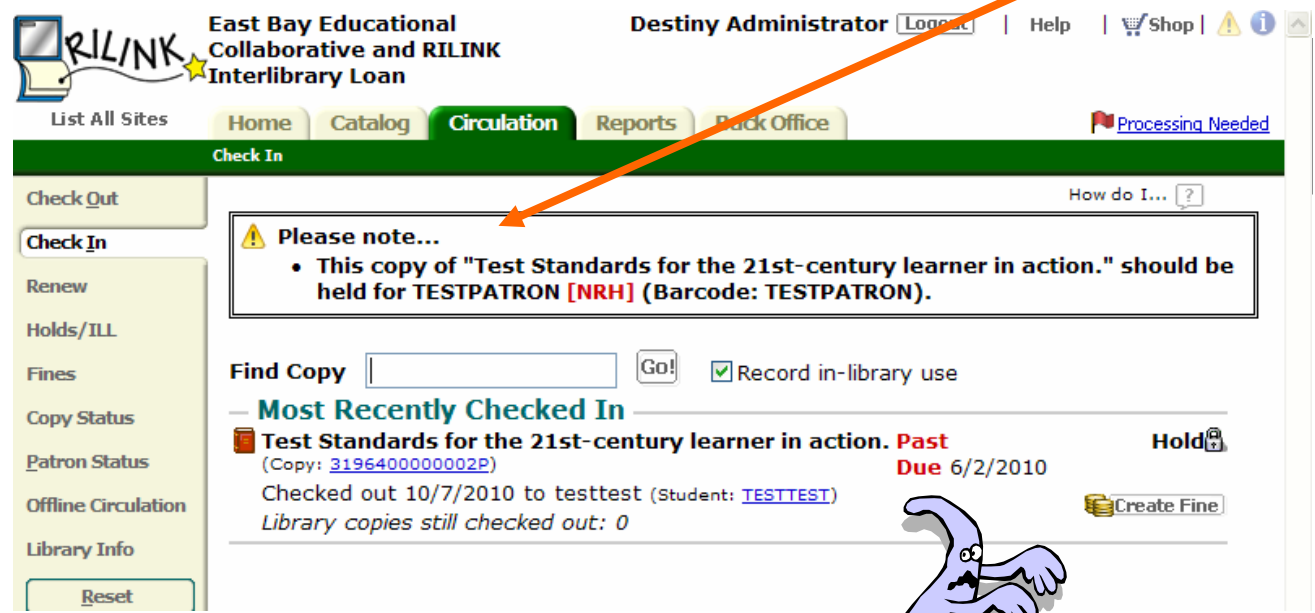 RILINK
East Bay Educational
Collaborative and RILINK
Interlibrary Loan
Destiny Administrator Logout | Help | Shop |
List All Sites
Home Catalog Circulation Reports Back Office
Processing Needed
Check In
Check Out
Check In
Renew
Holds/ILL
Fines
Copy Status
Patron Status
Offline Circulation
Library Info
Reset
How do I... ?
Please note...
• This copy of "Test Standards for the 21st-century learner in action." should be
held for TESTPATRON [NRH] (Barcode: TESTPATRON).
Find Copy Go! Record in-library use
Most Recently Checked In
Test Standards for the 21st-century learner in action. Past Hold
(Copy: 3196400000002P) Due 6/2/2010
Checked out 10/7/2010 to testtest (Student: TESTTEST) Create Fine
Library copies still checked out: 0